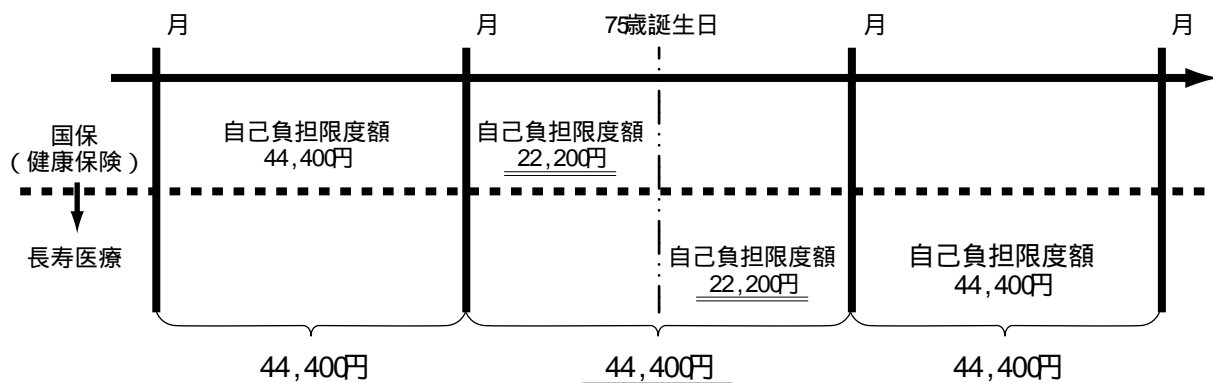 月
月
75歳誕生日
月
月
国保
（健康保険）
自己負担限度額
44,400円
自己負担限度額
22,200円
長寿医療
自己負担限度額
22,200円
自己負担限度額
44,400円
44,400円
44,400円
44,400円